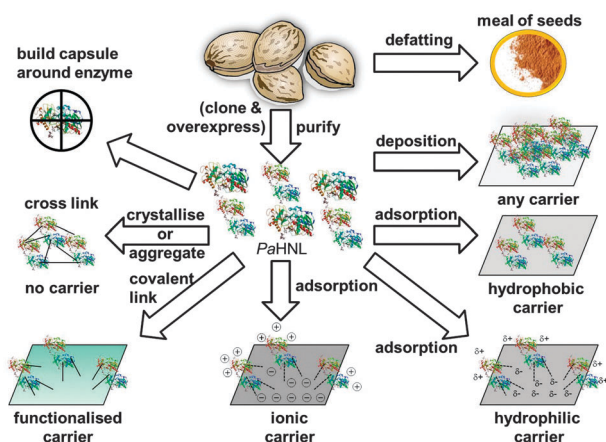 meal of seeds
defatting
build capsule
around enzyme
(clone &
overexpress)
purify
deposition
any carrier
cross link
crystallise
or
aggregate
no carrier
PaHNL
adsorption
hydrophobic
carrier
covalent
link
adsorption
adsorption
functionalised
carrier
+ + + + + +
- - - - - - - -
ionic
carrier
δ+ δ+ δ+ δ+ δ+ δ+
δ- δ- δ- δ- δ- δ- δ-
hydrophilic
carrier